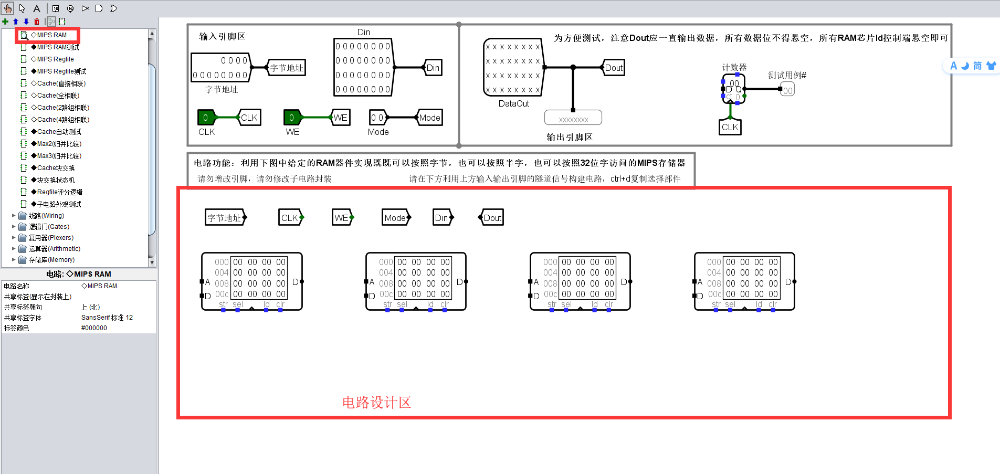 ◇MIPS RAM
◆MIPS RAM测试
◇MIPS Regfile
◆MIPS Regfile测试
◇Cache(直接相联)
◇Cache(全相联)
◇Cache(2路组相联)
◇Cache(4路组相联)
◆Cache自动测试
◆Max2(归并比较)
◆Max3(归并比较)
◆Cache块交换
◆块交换状态机
◆Regfile评分逻辑
◆子电路外观测试
线路(Wiring)
逻辑门(Gates)
复用器(Plexers)
运算器(Arithmetic)
存储库(Memory)
电路: ◇MIPS RAM
电路名称 ◇MIPS RAM
共享标签(显示在封装上)
共享标签朝向 上 (北)
共享标签字体 SansSerif 标准 12
标签颜色 #000000
输入引脚区
0 0 0 0
0 0 0 0 0 0 0 0
字节地址
字节地址
Din
0 0 0 0 0 0 0 0
0 0 0 0 0 0 0 0
0 0 0 0 0 0 0 0
0 0 0 0 0 0 0 0
Din
0
CLK
CLK
0
WE
WE
0 0
Mode
Mode
为方便测试，注意Dout应一直输出数据，所有数据位不得悬空，所有RAM芯片ld控制端悬空即可
x x x x x x x x
x x x x x x x x
x x x x x x x x
x x x x x x x x
DataOut
Dout
xxxxxxxx
输出引脚区
计数器
00
D Q
ct 0
CLK
测试用例#
00
A 简
电路功能：利用下图中给定的RAM器件实现既既可以按照字节，也可以按照半字，也可以按照32位字访问的MIPS存储器
请勿增改引脚，请勿修改子电路封装 请在下方利用上方输入输出引脚的隧道信号构建电路，ctrl+d复制选择部件
字节地址 CLK WE Mode Din Dout
000 00 00 00 00
004 00 00 00 00
008 00 00 00 00
00c 00 00 00 00
A D D
str sel ld clr
000 00 00 00 00
004 00 00 00 00
008 00 00 00 00
00c 00 00 00 00
A D D
str sel ld clr
000 00 00 00 00
004 00 00 00 00
008 00 00 00 00
00c 00 00 00 00
A D D
str sel ld clr
000 00 00 00 00
004 00 00 00 00
008 00 00 00 00
00c 00 00 00 00
A D D
str sel ld clr
电路设计区